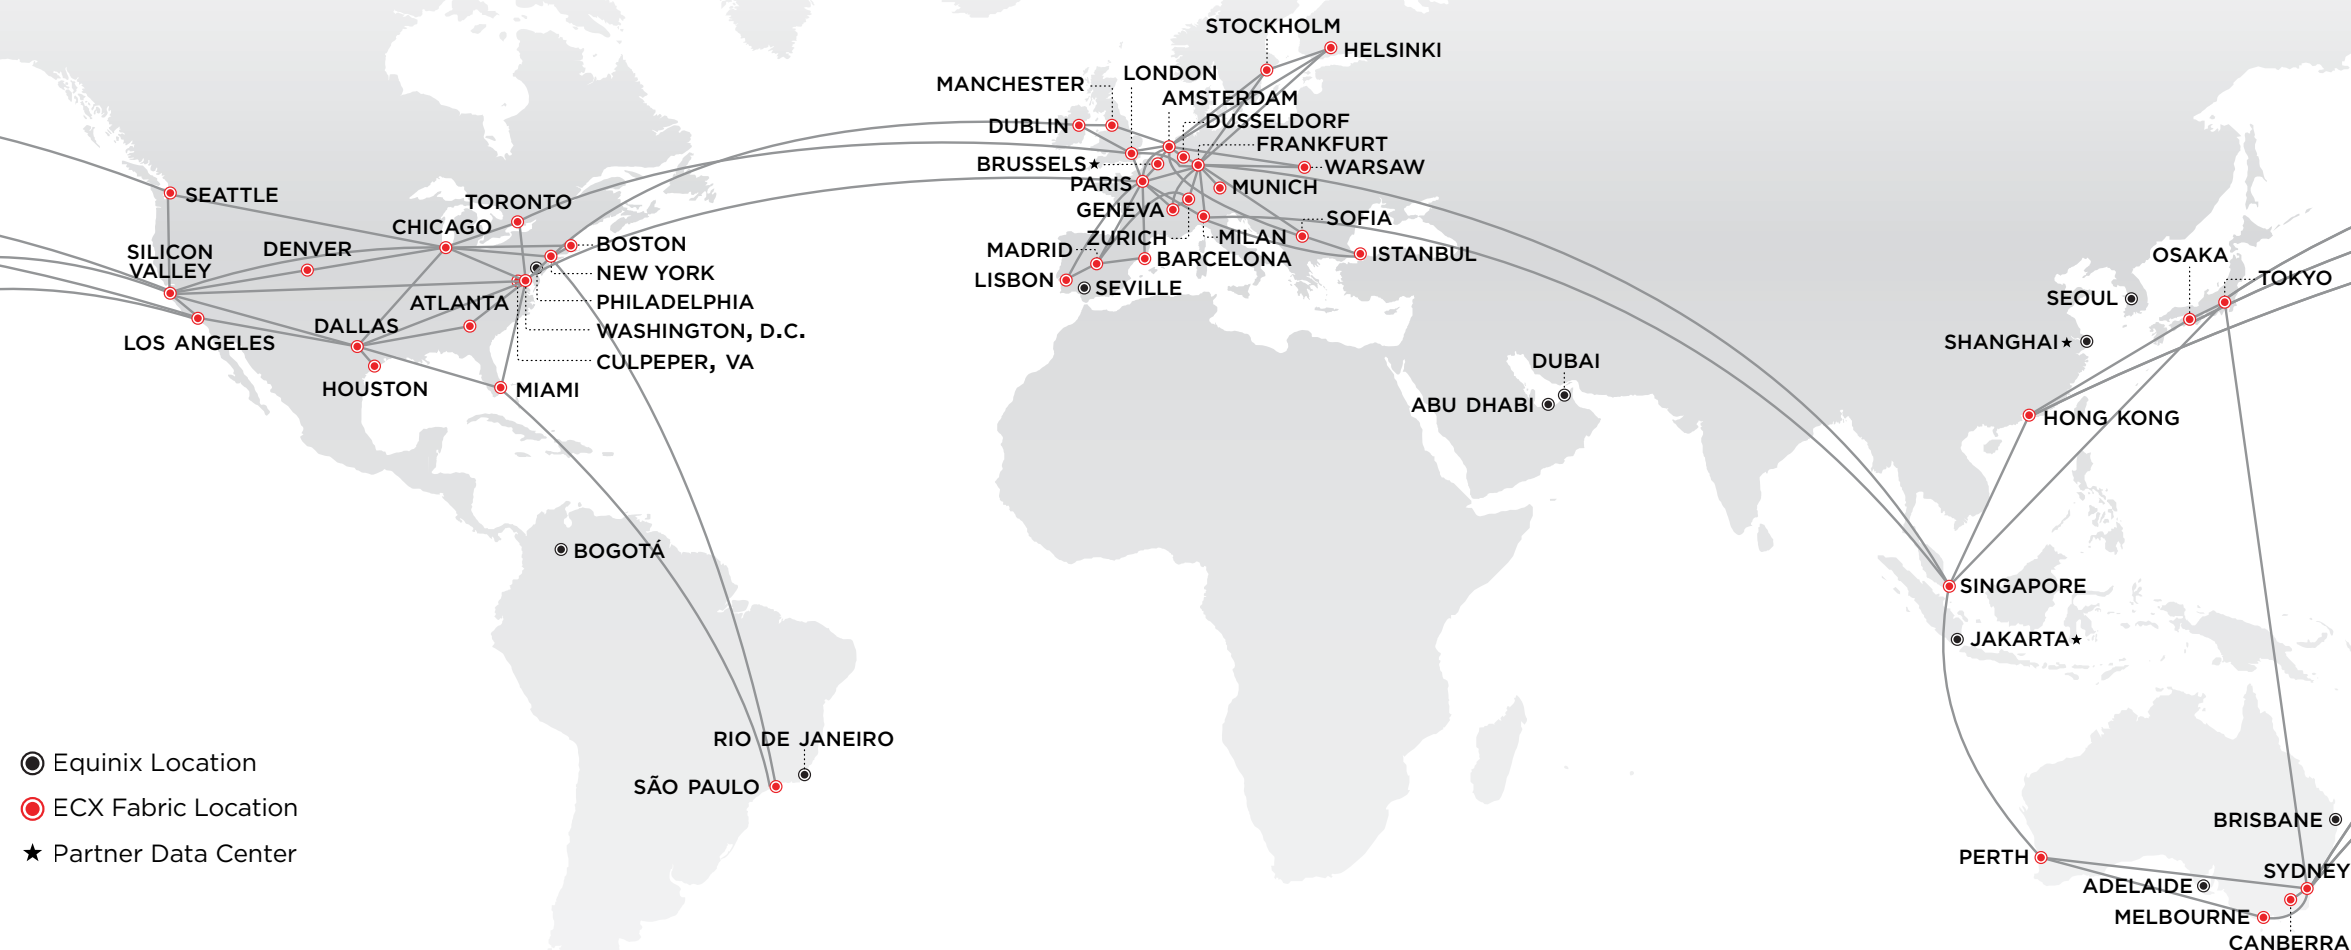 STOCKHOLM
HELSINKI
LONDON
MANCHESTER
AMSTERDAM
DUSSELDORF
DUBLIN
FRANKFURT
BRUSSELS★
WARSAW
PARIS
MUNICH
SEATTLE
TORONTO
GENEVA
SOFIA
CHICAGO
ZURICH
MILAN
BOSTON
DENVER
SILICON
VALLEY
MADRID
ISTANBUL
BARCELONA
OSAKA
NEW YORK
LISBON
TOKYO
SEVILLE
ATLANTA
PHILADELPHIA
SEOUL
DALLAS
WASHINGTON, D.C.
LOS ANGELES
SHANGHAI★
CULPEPER, VA
DUBAI
HOUSTON
MIAMI
ABU DHABI
HONG KONG
BOGOTÁ
SINGAPORE
JAKARTA★
RIO DE JANEIRO
SÃO PAULO
Equinix Location
ECX Fabric Location
Partner Data Center
BRISBANE
PERTH
SYDNEY
ADELAIDE
MELBOURNE
CANBERRA